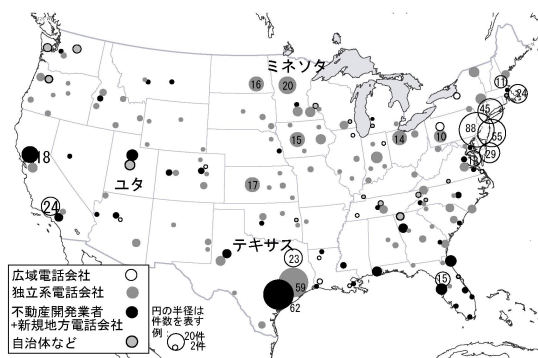 ミネソタ
16
20
11
24
45
88
55
15
14
10
29
18
17
ユタ
24
テキサス
23
59
62
15
広域電話会社
独立系電話会社
不動産開発業者
+新規地方電話会社
自治体など
円の半径は
件数を表す
例:
20件
2件